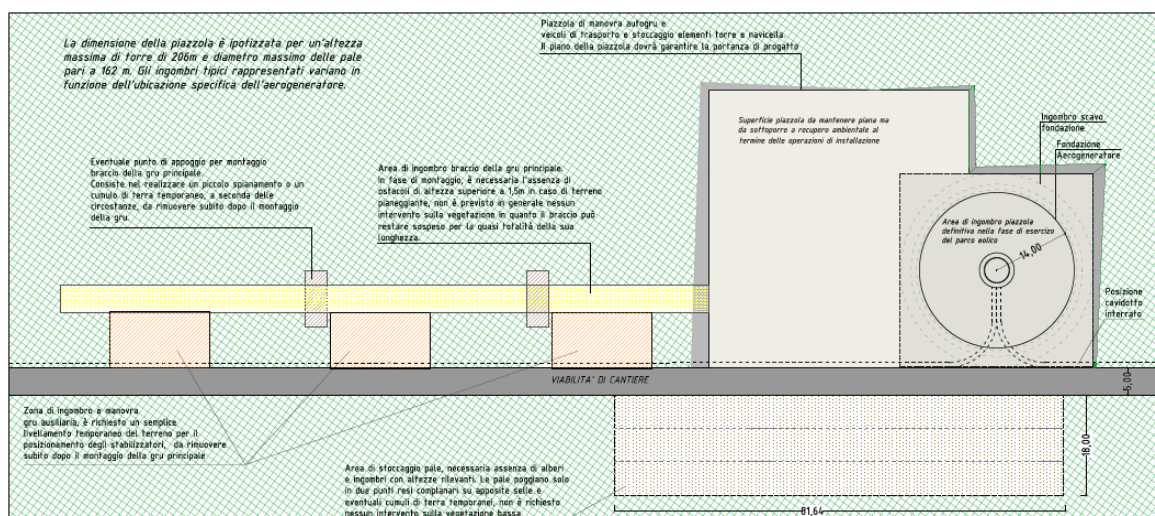 La dimensione della piazzola è ipotizzata per un'altezza
massima di torre di 206m e diametro massimo delle pale
pari a 162 m. Gli ingombri tipici rappresentati variano in
funzione dell'ubicazione specifica dell'aerogeneratore.
Piazzola di manovra autogru e
veicoli di trasporto e stoccaggio elementi torre e navicella.
Il piano della piazzola dovrà garantire la portanza di progatto
Superficie piazzola da mantenere piana ma
da sottoporre a recupero ambientale al
termine delle operazioni di installazione
Ingombro scavo
fondazione
Fondazione
Aerogeneratore
Eventuale punto di appoggio per montaggio
braccio della gru principale.
Consiste nel realizzare un piccolo spianamento o un
cumulo di terra temporaneo, a seconda delle
circostanze, da rimuovere subito dopo il montaggio
della gru.
Area di ingombro braccio della gru principale.
In fase di montaggio, è necessaria l'assenza di
ostacoli di altezza superiore a 1,5m in caso di terreno
pianeggiante, non è previsto in generale nessun
intervento sulla vegetazione in quanto il braccio può
restare sospeso per la quasi totalità della sua
lunghezza.
Area di ingombro piazzola
definitiva nella fase di esercizo
del parco eolico
14,00
Posizione
cavidotto
interrato
VIABILITA' DI CANTIERE
5,00
Zona di ingombro e manovra
gru ausiliaria, è richiesto un semplice
livellamento temporaneo del terreno per il
posizionamento degli stabilizzatori, da rimuovere
subito dopo il montaggio della gru principale
Area di stoccaggio pale, necessaria assenza di alberi
e ingombri con altezze rilevanti. Le pale poggiano solo
in due punti resi complanari su apposite selle e
eventuali cumuli di terra temporanei, non è richiesto
nessun intervento sulla vegetazione bassa
18,00
81,64